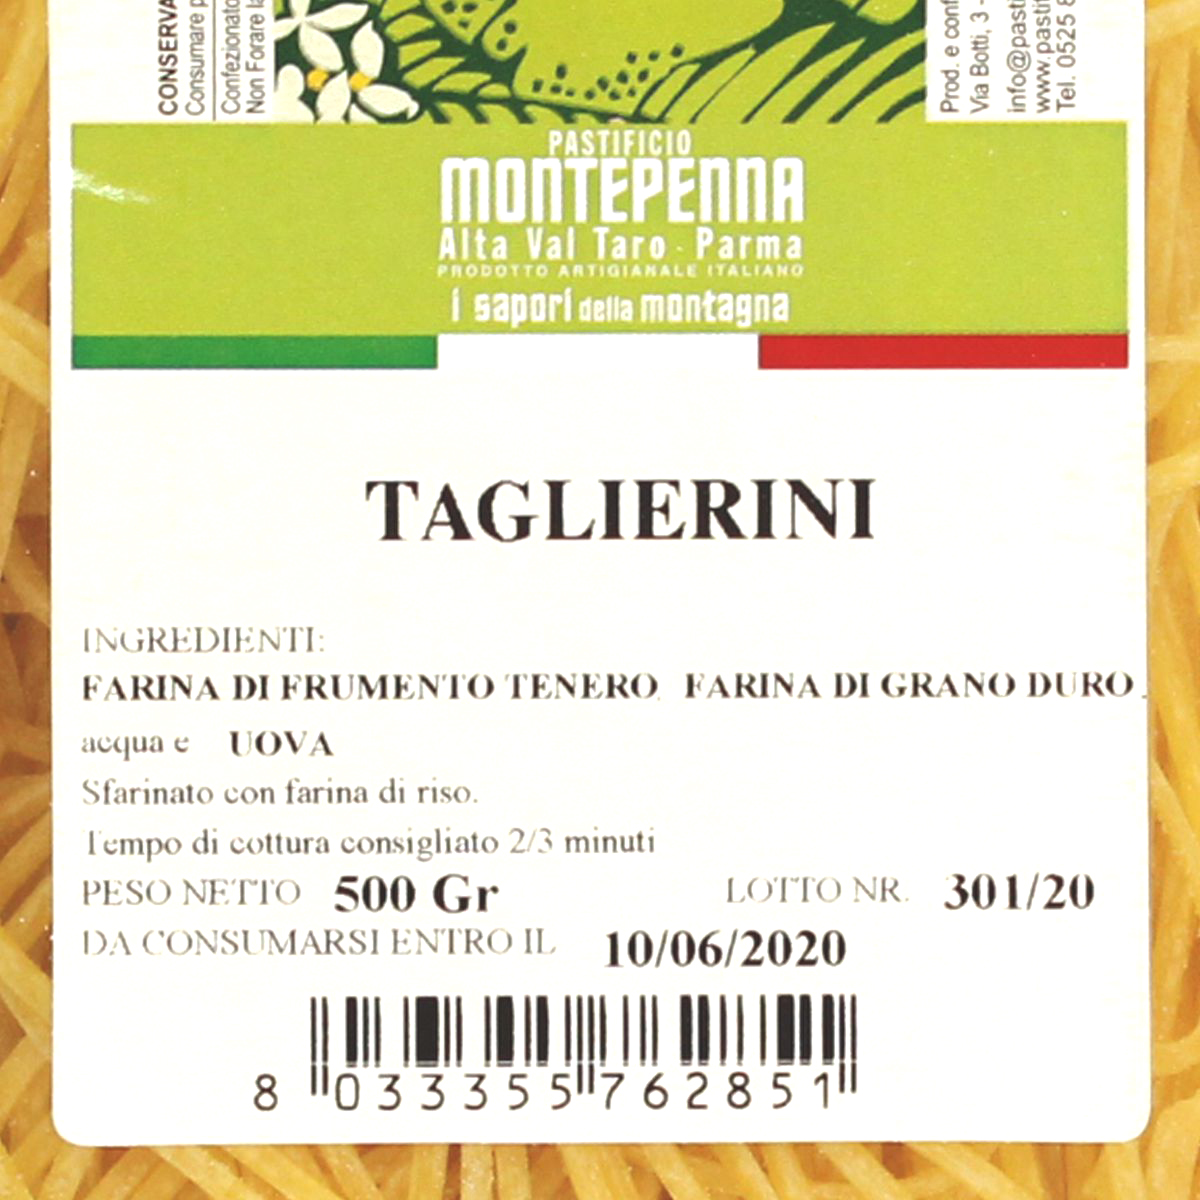 CONSERVA
Consumare p
Confezionato
Non Forare la
Prod. e conf
Via Botti, 3 -
info@pasti
www.pastif
Tel. 0525 8
PASTIFICIO
MONTEPENNA
Alta Val Taro - Parma
PRODOTTO ARTIGIANALE ITALIANO
i sapori della montagna
TAGLIERINI
INGREDIENTI:
FARINA DI FRUMENTO TENERO, FARINA DI GRANO DURO,
acqua e UOVA
Sfarinato con farina di riso.
Tempo di cottura consigliato 2/3 minuti
PESO NETTO 500 Gr LOTTO NR. 301/20
DA CONSUMARSI ENTRO IL 10/06/2020
8 033355 762851